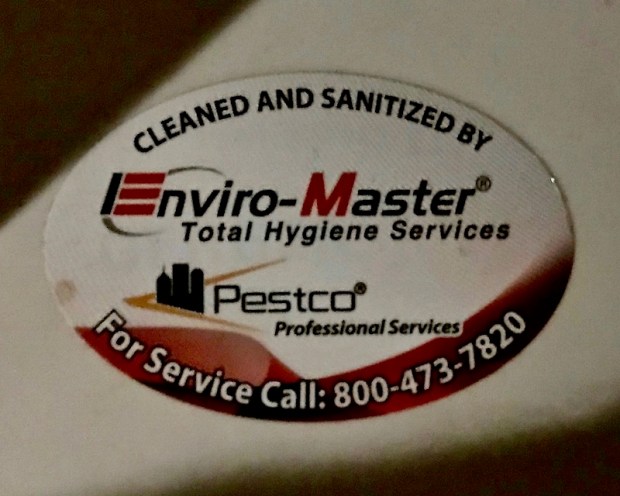 CLEANED AND SANITIZED BY
Enviro-Master®
Total Hygiene Services
Pestco®
Professional Services
For Service Call: 800-473-7820